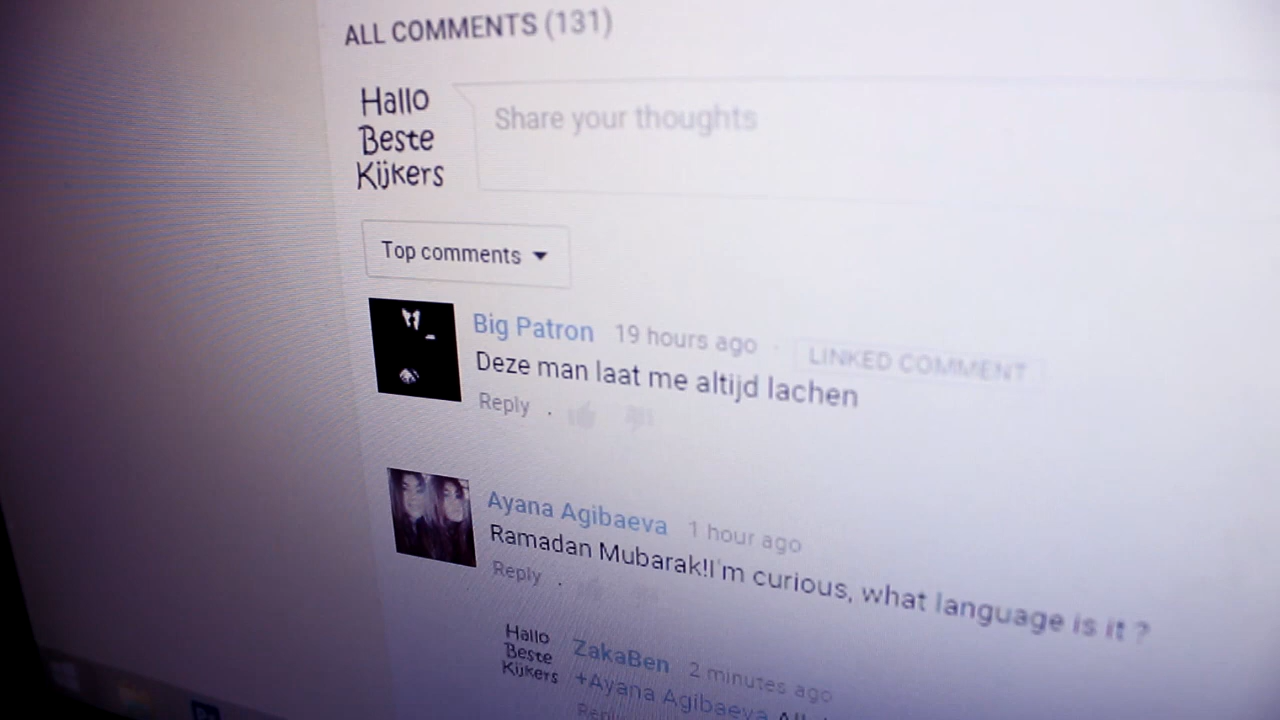 ALL COMMENTS (131)
Hallo
Beste
Kijkers
Share your thoughts
Top comments
Big Patron 19 hours ago · LINKED COMMENT
Deze man laat me altijd lachen
Reply ·
Ayana Agibaeva 1 hour ago
Ramadan Mubarak!I'm curious, what language is it ?
Reply ·
Hallo
Beste
Kijkers
ZakaBen 2 minutes ago
+Ayana Agibaeva
Reply